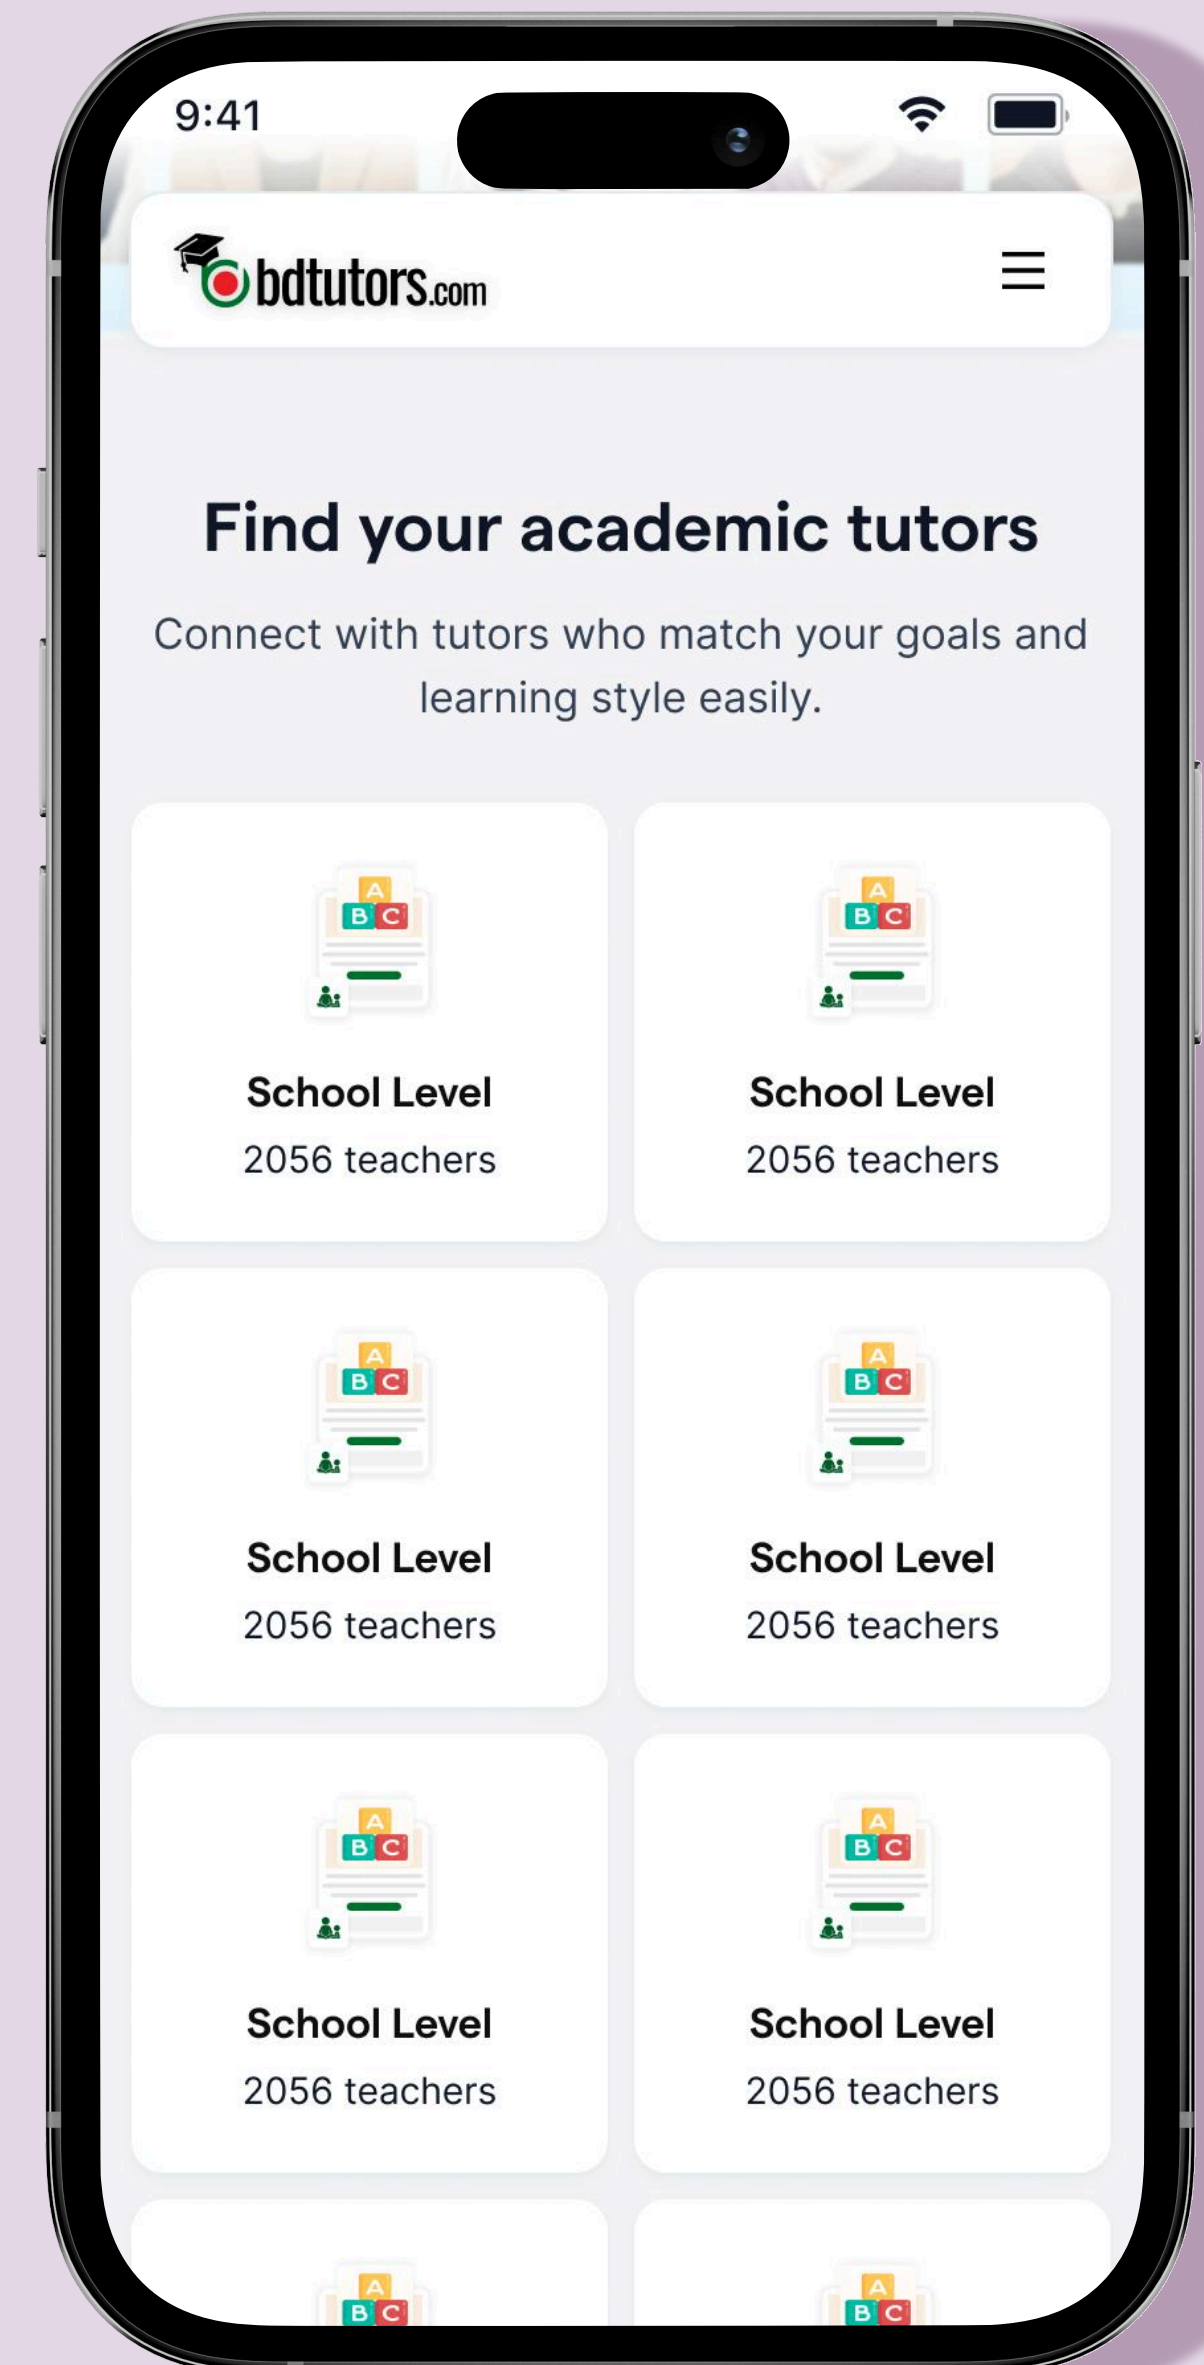 9:41
bdtutors.com
Find your academic tutors
Connect with tutors who match your goals and
learning style easily.
A
B C
A
B C
School Level
School Level
2056 teachers
2056 teachers
A
B C
A
B C
School Level
School Level
2056 teachers
2056 teachers
A
B C
A
B C
School Level
School Level
2056 teachers
2056 teachers
A
B C
A
B C